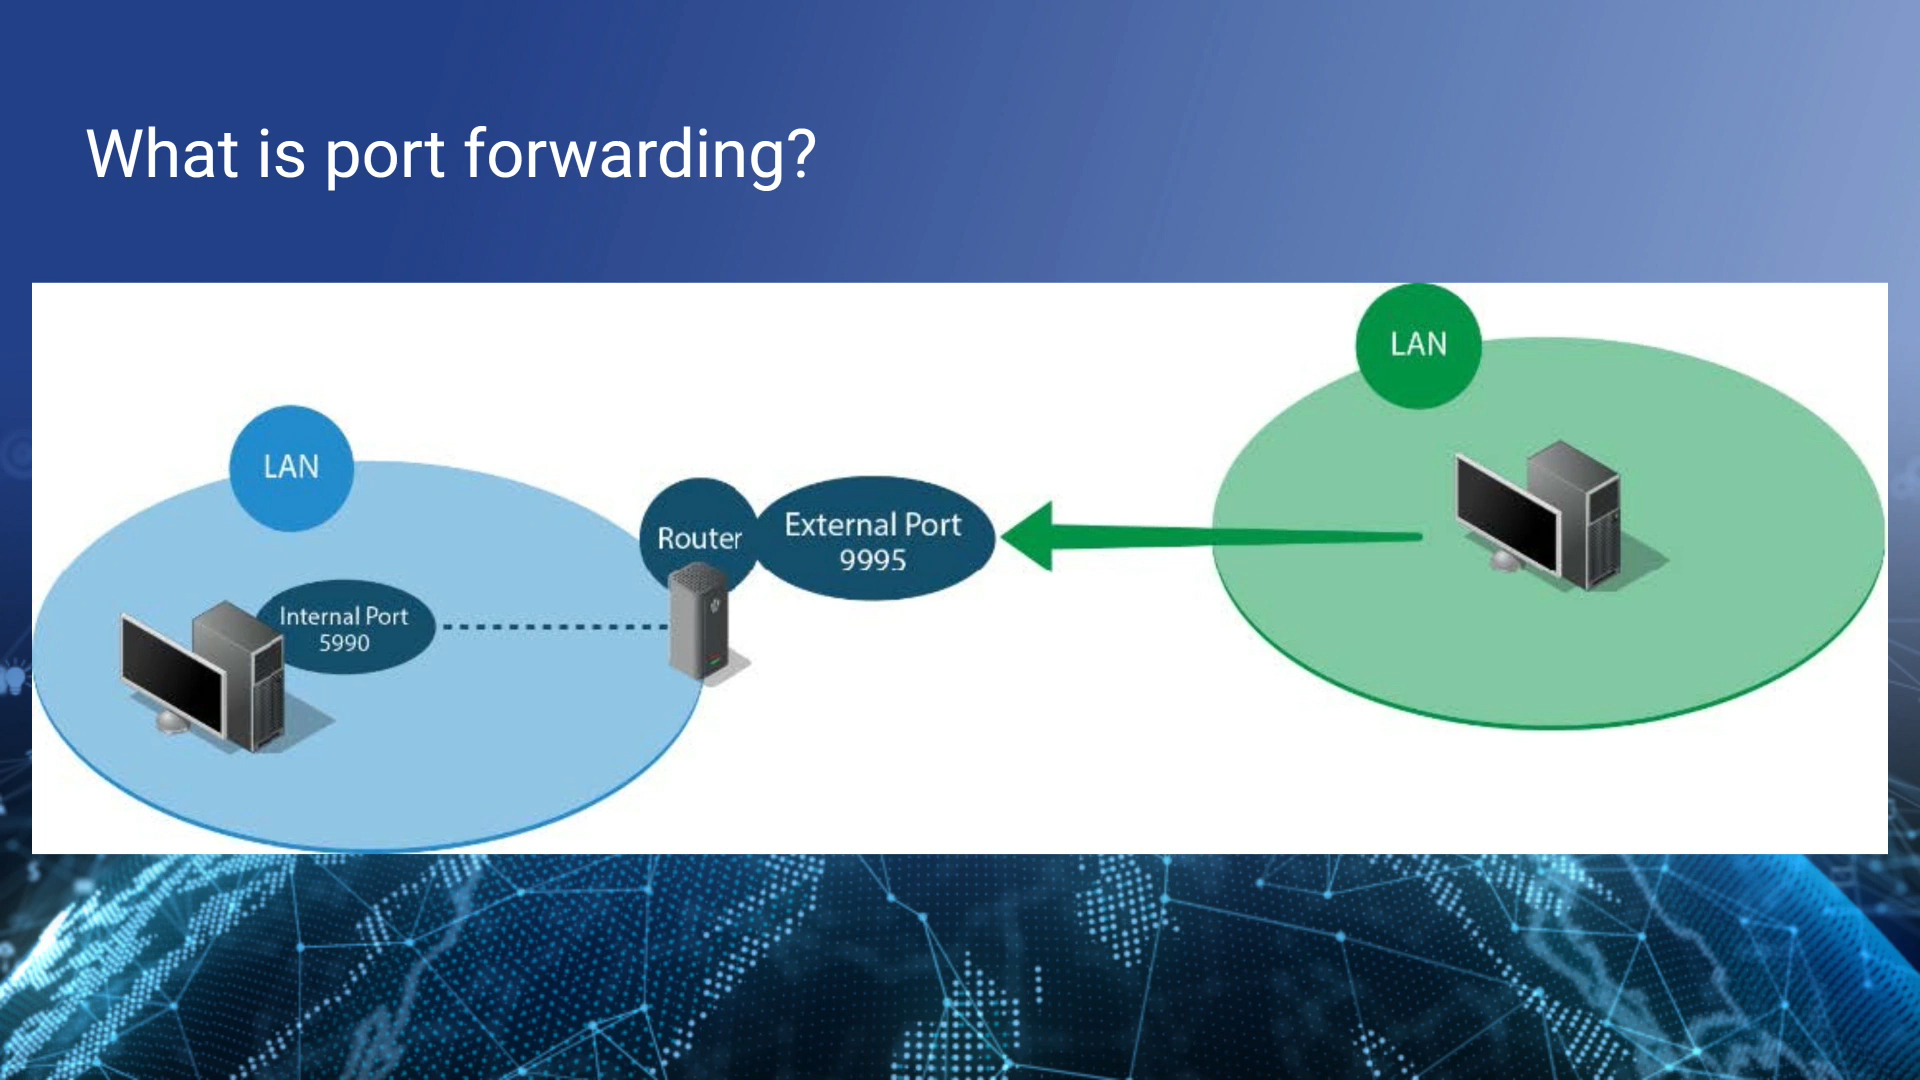 What is port forwarding?
LAN
LAN
Router
External Port
9995
Internal Port
5990